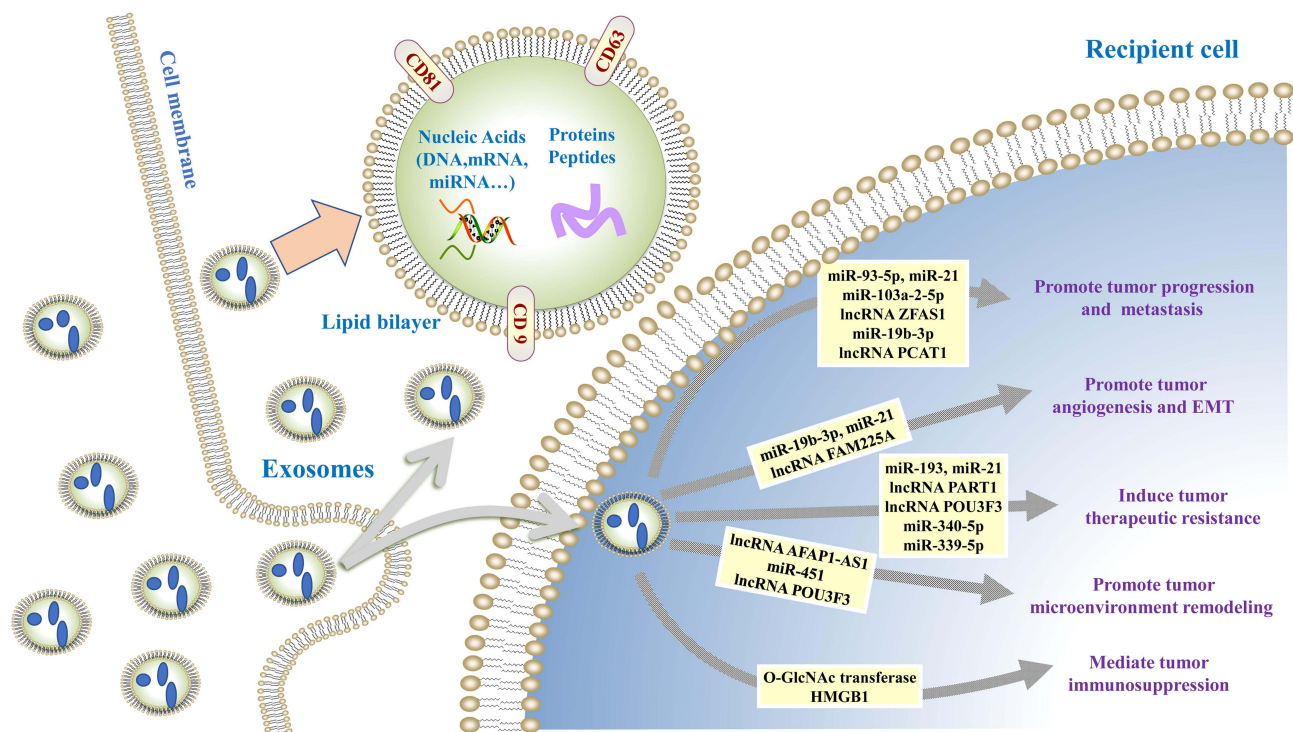 Cell membrane
CD81
CD63
Nucleic Acids
(DNA,mRNA,
miRNA…)
Proteins
Peptides
CD 9
Lipid bilayer
Exosomes
Recipient cell
miR-93-5p, miR-21
miR-103a-2-5p
lncRNA ZFAS1
miR-19b-3p
lncRNA PCAT1
Promote tumor progression
and metastasis
miR-19b-3p, miR-21
lncRNA FAM225A
Promote tumor
angiogenesis and EMT
miR-193, miR-21
lncRNA PART1
lncRNA POU3F3
miR-340-5p
miR-339-5p
Induce tumor
therapeutic resistance
lncRNA AFAP1-AS1
miR-451
lncRNA POU3F3
Promote tumor
microenvironment remodeling
O-GlcNAc transferase
HMGB1
Mediate tumor
immunosuppression